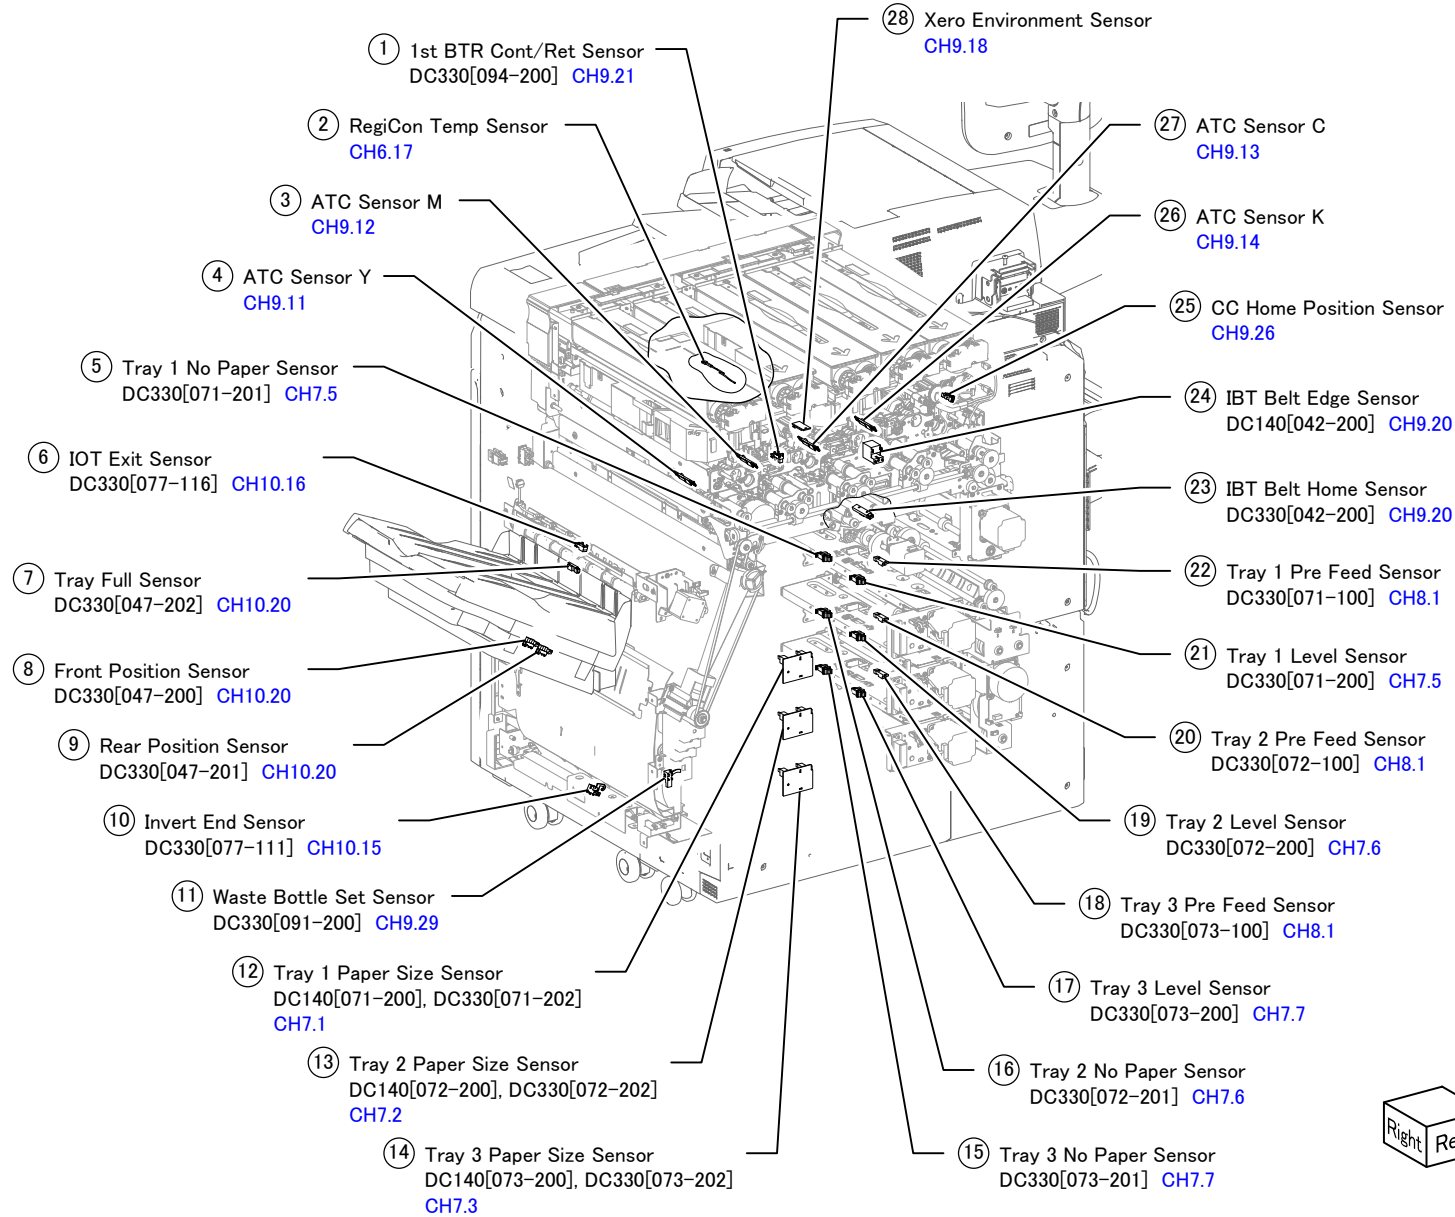 1 1st BTR Cont/Ret Sensor
DC330[094-200] CH9.21
2 RegiCon Temp Sensor
CH6.17
3 ATC Sensor M
CH9.12
4 ATC Sensor Y
CH9.11
5 Tray 1 No Paper Sensor
DC330[071-201] CH7.5
6 IOT Exit Sensor
DC330[077-116] CH10.16
7 Tray Full Sensor
DC330[047-202] CH10.20
8 Front Position Sensor
DC330[047-200] CH10.20
9 Rear Position Sensor
DC330[047-201] CH10.20
10 Invert End Sensor
DC330[077-111] CH10.15
11 Waste Bottle Set Sensor
DC330[091-200] CH9.29
12 Tray 1 Paper Size Sensor
DC140[071-200], DC330[071-202]
CH7.1
13 Tray 2 Paper Size Sensor
DC140[072-200], DC330[072-202]
CH7.2
14 Tray 3 Paper Size Sensor
DC140[073-200], DC330[073-202]
CH7.3
28 Xero Environment Sensor
CH9.18
27 ATC Sensor C
CH9.13
26 ATC Sensor K
CH9.14
25 CC Home Position Sensor
CH9.26
24 IBT Belt Edge Sensor
DC140[042-200] CH9.20
23 IBT Belt Home Sensor
DC330[042-200] CH9.20
22 Tray 1 Pre Feed Sensor
DC330[071-100] CH8.1
21 Tray 1 Level Sensor
DC330[071-200] CH7.5
20 Tray 2 Pre Feed Sensor
DC330[072-100] CH8.1
19 Tray 2 Level Sensor
DC330[072-200] CH7.6
18 Tray 3 Pre Feed Sensor
DC330[073-100] CH8.1
17 Tray 3 Level Sensor
DC330[073-200] CH7.7
16 Tray 2 No Paper Sensor
DC330[072-201] CH7.6
15 Tray 3 No Paper Sensor
DC330[073-201] CH7.7
Right
Re